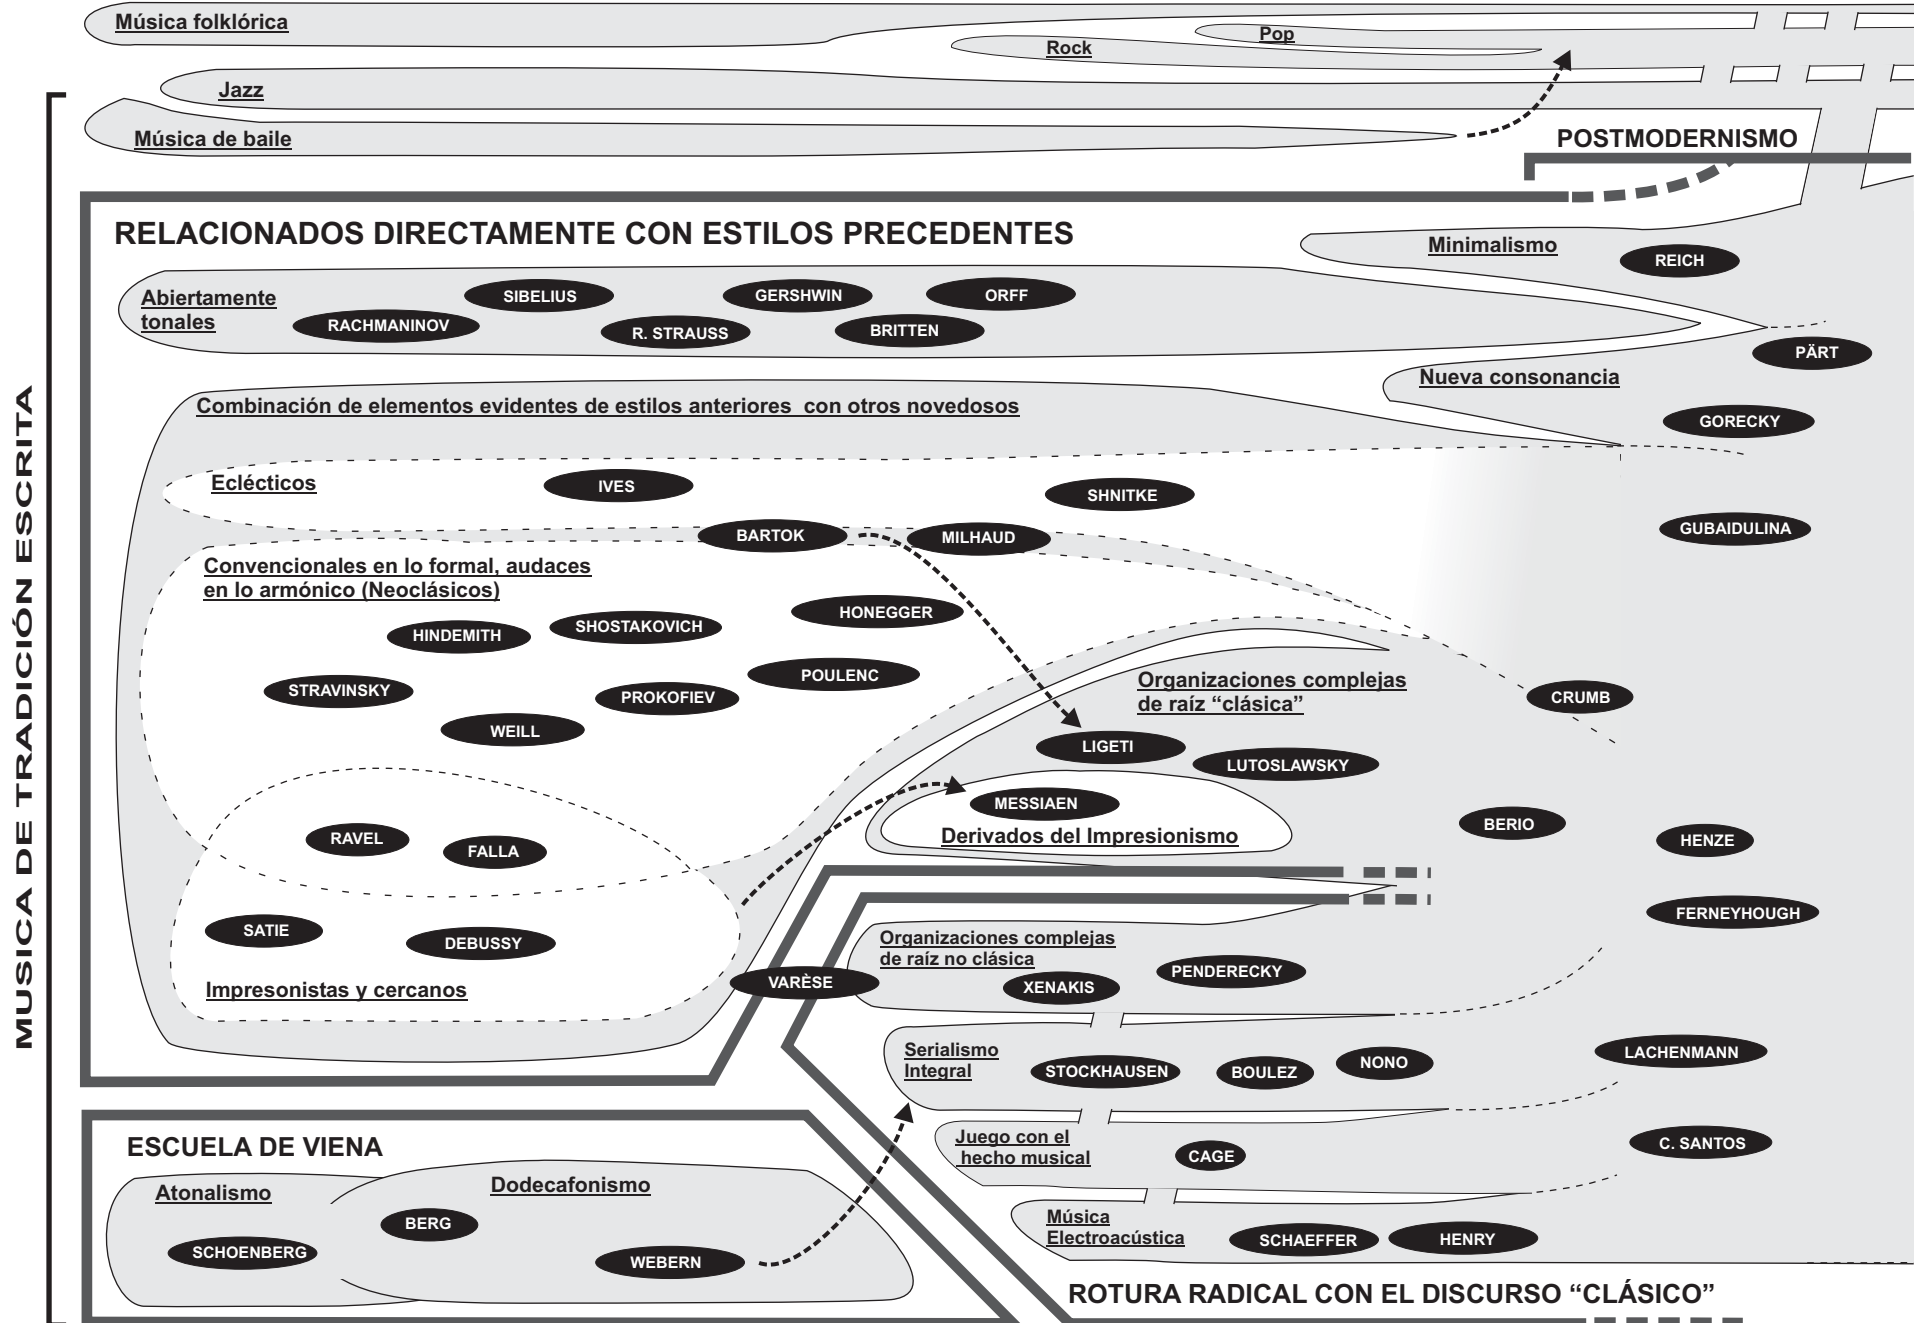 Música folklórica
Pop
Rock
Jazz
Música de baile
POSTMODERNISMO
MUSICA DE TRADICIÓN ESCRITA
RELACIONADOS DIRECTAMENTE CON ESTILOS PRECEDENTES
Minimalismo
REICH
Abiertamente
tonales
SIBELIUS
GERSHWIN
ORFF
RACHMANINOV
R. STRAUSS
BRITTEN
PÄRT
Nueva consonancia
Combinación de elementos evidentes de estilos anteriores con otros novedosos
GORECKY
Eclécticos
IVES
SHNITKE
GUBAIDULINA
BARTOK
MILHAUD
Convencionales en lo formal, audaces
en lo armónico (Neoclásicos)
HONEGGER
HINDEMITH
SHOSTAKOVICH
POULENC
STRAVINSKY
PROKOFIEV
WEILL
Organizaciones complejas
de raíz “clásica”
CRUMB
LIGETI
LUTOSLAWSKY
MESSIAEN
Derivados del Impresionismo
BERIO
HENZE
RAVEL
FALLA
FERNEYHOUGH
SATIE
DEBUSSY
Impresonistas y cercanos
VARÈSE
Organizaciones complejas
de raíz no clásica
XENAKIS
PENDERECKY
Serialismo
Integral
STOCKHAUSEN
BOULEZ
NONO
LACHENMANN
Juego con el
hecho musical
CAGE
C. SANTOS
ESCUELA DE VIENA
Atonalismo
Dodecafonismo
BERG
SCHOENBERG
WEBERN
Música
Electroacústica
SCHAEFFER
HENRY
ROTURA RADICAL CON EL DISCURSO “CLÁSICO”